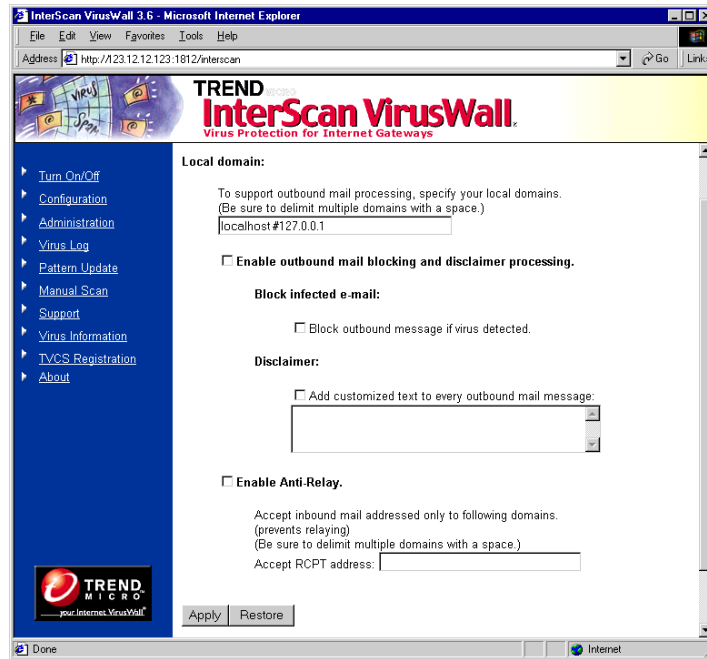 InterScan VirusWall 3.6 - Microsoft Internet Explorer
File Edit View Favorites Tools Help
Address http://123.12.12.123:1812/interscan Go Links
VIRUS
Spam
TREND MICRO
InterScan VirusWall.
Virus Protection for Internet Gateways
Turn On/Off
Configuration
Administration
Virus Log
Pattern Update
Manual Scan
Support
Virus Information
TVCS Registration
About
Local domain:
To support outbound mail processing, specify your local domains.
(Be sure to delimit multiple domains with a space.)
localhost #127.0.0.1
Enable outbound mail blocking and disclaimer processing.
Block infected e-mail:
Block outbound message if virus detected.
Disclaimer:
Add customized text to every outbound mail message:
Enable Anti-Relay.
Accept inbound mail addressed only to following domains.
(prevents relaying)
(Be sure to delimit multiple domains with a space.)
Accept RCPT address:
TREND
MICRO™
your Internet VirusWall®
Apply Restore
Done Internet